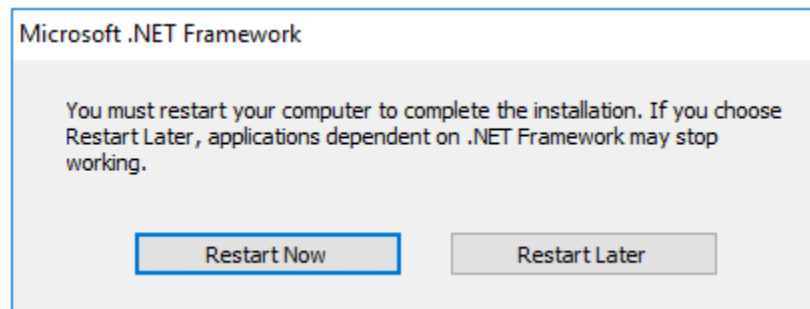 Microsoft .NET Framework
You must restart your computer to complete the installation. If you choose
Restart Later, applications dependent on .NET Framework may stop
working.
Restart Now
Restart Later